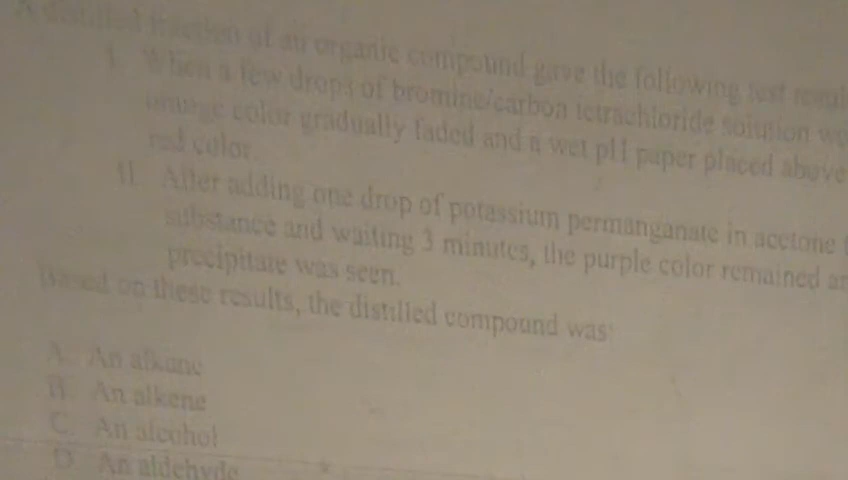 A distilled fraction of an organic compound gave the following test
I. When a few drops of bromine/carbon tetrachloride solution
orange color gradually faded and a wet pH paper placed above
red color.
II. After adding one drop of potassium permanganate in acetone
substance and waiting 3 minutes, the purple color remained
precipitate was seen.
Based on these results, the distilled compound was:
A. An alkane
B. An alkene
C. An alcohol
D. An aldehyde